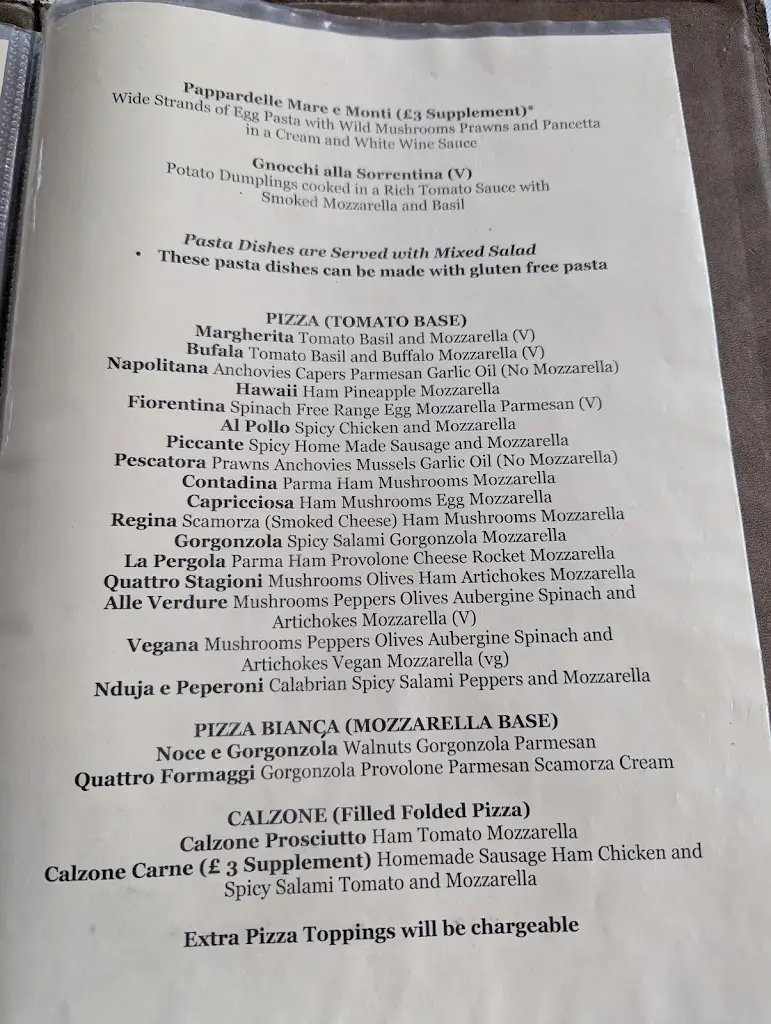 Pappardelle Mare e Monti (£3 Supplement)*
Wide Strands of Egg Pasta with Wild Mushrooms Prawns and Pancetta
in a Cream and White Wine Sauce
Gnocchi alla Sorrentina (V)
Potato Dumplings cooked in a Rich Tomato Sauce with
Smoked Mozzarella and Basil
Pasta Dishes are Served with Mixed Salad
• These pasta dishes can be made with gluten free pasta
PIZZA (TOMATO BASE)
Margherita Tomato Basil and Mozzarella (V)
Bufala Tomato Basil and Buffalo Mozzarella (V)
Napolitana Anchovies Capers Parmesan Garlic Oil (No Mozzarella)
Hawaii Ham Pineapple Mozzarella
Fiorentina Spinach Free Range Egg Mozzarella Parmesan (V)
Al Pollo Spicy Chicken and Mozzarella
Piccante Spicy Home Made Sausage and Mozzarella
Pescatora Prawns Anchovies Mussels Garlic Oil (No Mozzarella)
Contadina Parma Ham Mushrooms Mozzarella
Capricciosa Ham Mushrooms Egg Mozzarella
Regina Scamorza (Smoked Cheese) Ham Mushrooms Mozzarella
Gorgonzola Spicy Salami Gorgonzola Mozzarella
La Pergola Parma Ham Provolone Cheese Rocket Mozzarella
Quattro Stagioni Mushrooms Olives Ham Artichokes Mozzarella
Alle Verdure Mushrooms Peppers Olives Aubergine Spinach and
Artichokes Mozzarella (V)
Vegana Mushrooms Peppers Olives Aubergine Spinach and
Artichokes Vegan Mozzarella (vg)
Nduja e Peperoni Calabrian Spicy Salami Peppers and Mozzarella
PIZZA BIANCA (MOZZARELLA BASE)
Noce e Gorgonzola Walnuts Gorgonzola Parmesan
Quattro Formaggi Gorgonzola Provolone Parmesan Scamorza Cream
CALZONE (Filled Folded Pizza)
Calzone Prosciutto Ham Tomato Mozzarella
Calzone Carne (£ 3 Supplement) Homemade Sausage Ham Chicken and
Spicy Salami Tomato and Mozzarella
Extra Pizza Toppings will be chargeable